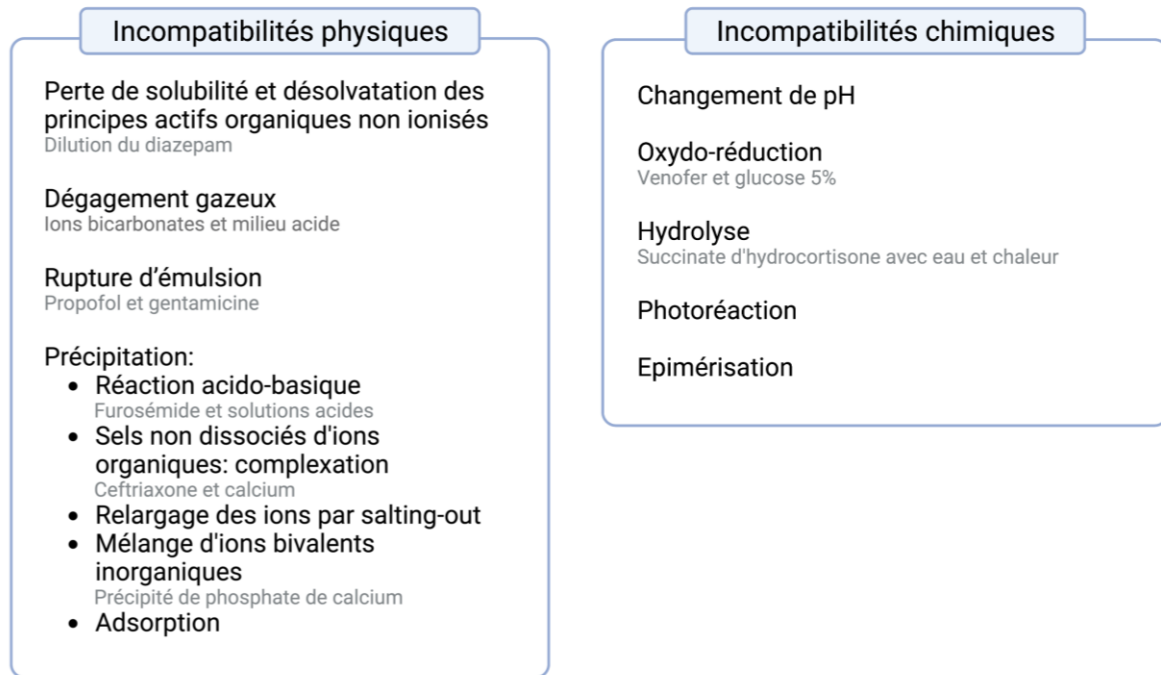 Incompatibilités physiques
Perte de solubilité et désolvatation des
principes actifs organiques non ionisés
Dilution du diazepam
Dégagement gazeux
Ions bicarbonates et milieu acide
Rupture d'émulsion
Propofol et gentamicine
Précipitation:
• Réaction acido-basique
Furosémide et solutions acides
• Sels non dissociés d'ions
organiques: complexation
Ceftriaxone et calcium
• Relargage des ions par salting-out
• Mélange d'ions bivalents
inorganiques
Précipité de phosphate de calcium
• Adsorption
Incompatibilités chimiques
Changement de pH
Oxydo-réduction
Venofer et glucose 5%
Hydrolyse
Succinate d'hydrocortisone avec eau et chaleur
Photoréaction
Epimérisation